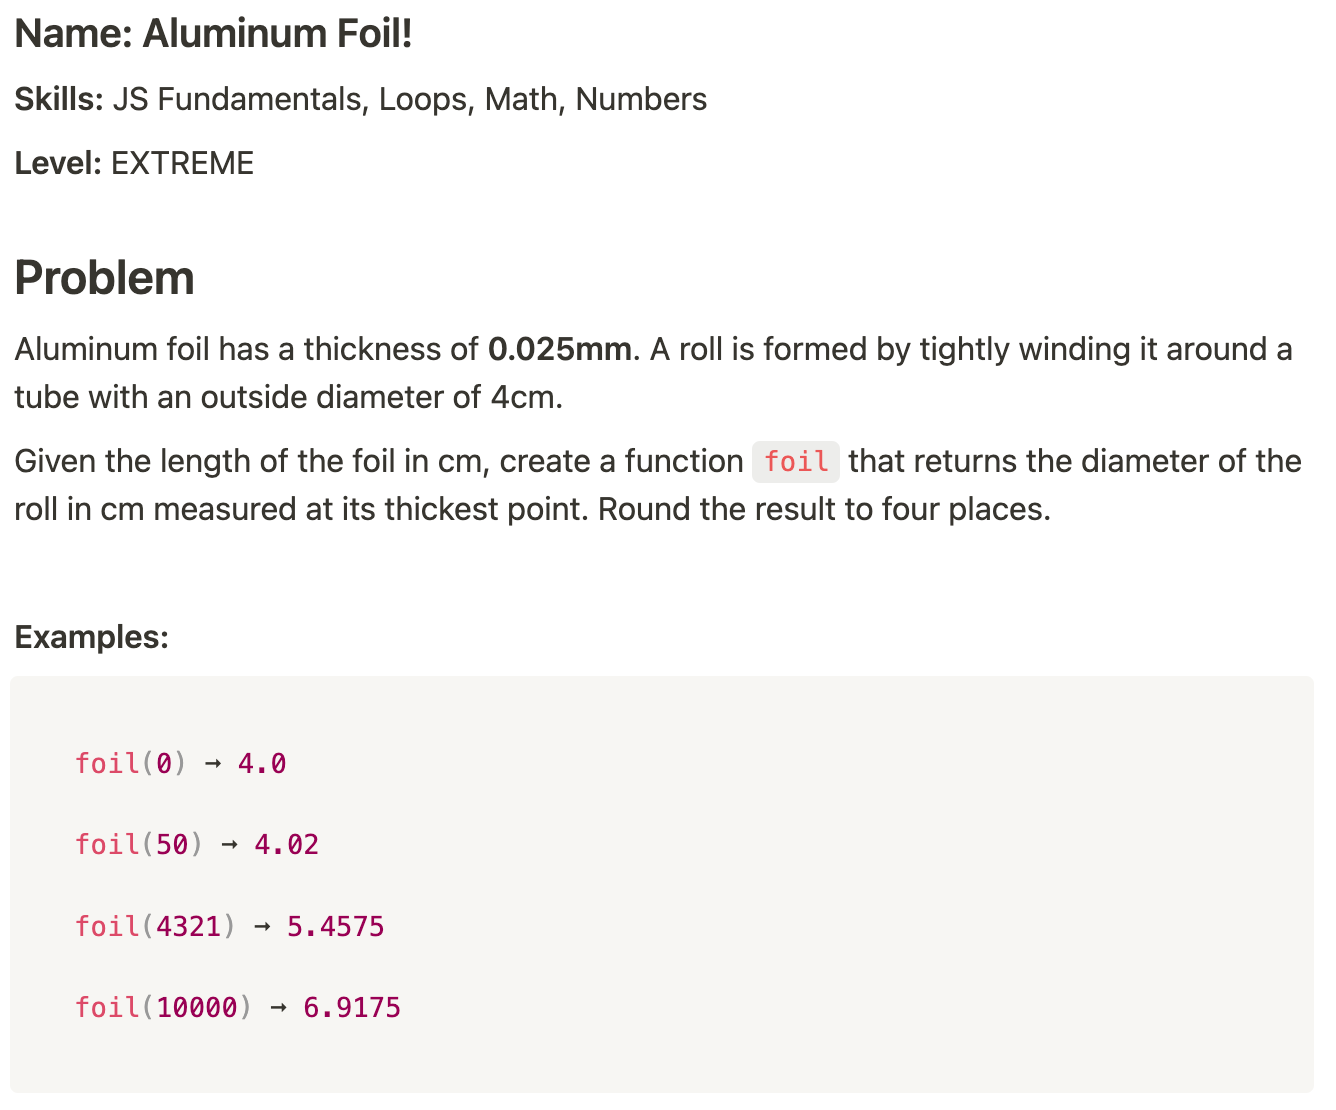 Name: Aluminum Foil!
Skills: JS Fundamentals, Loops, Math, Numbers
Level: EXTREME
Problem
Aluminum foil has a thickness of 0.025mm. A roll is formed by tightly winding it around a
tube with an outside diameter of 4cm.
Given the length of the foil in cm, create a function foil that returns the diameter of the
roll in cm measured at its thickest point. Round the result to four places.
Examples:
foil(0) → 4.0
foil(50) → 4.02
foil(4321) → 5.4575
foil(10000) → 6.9175